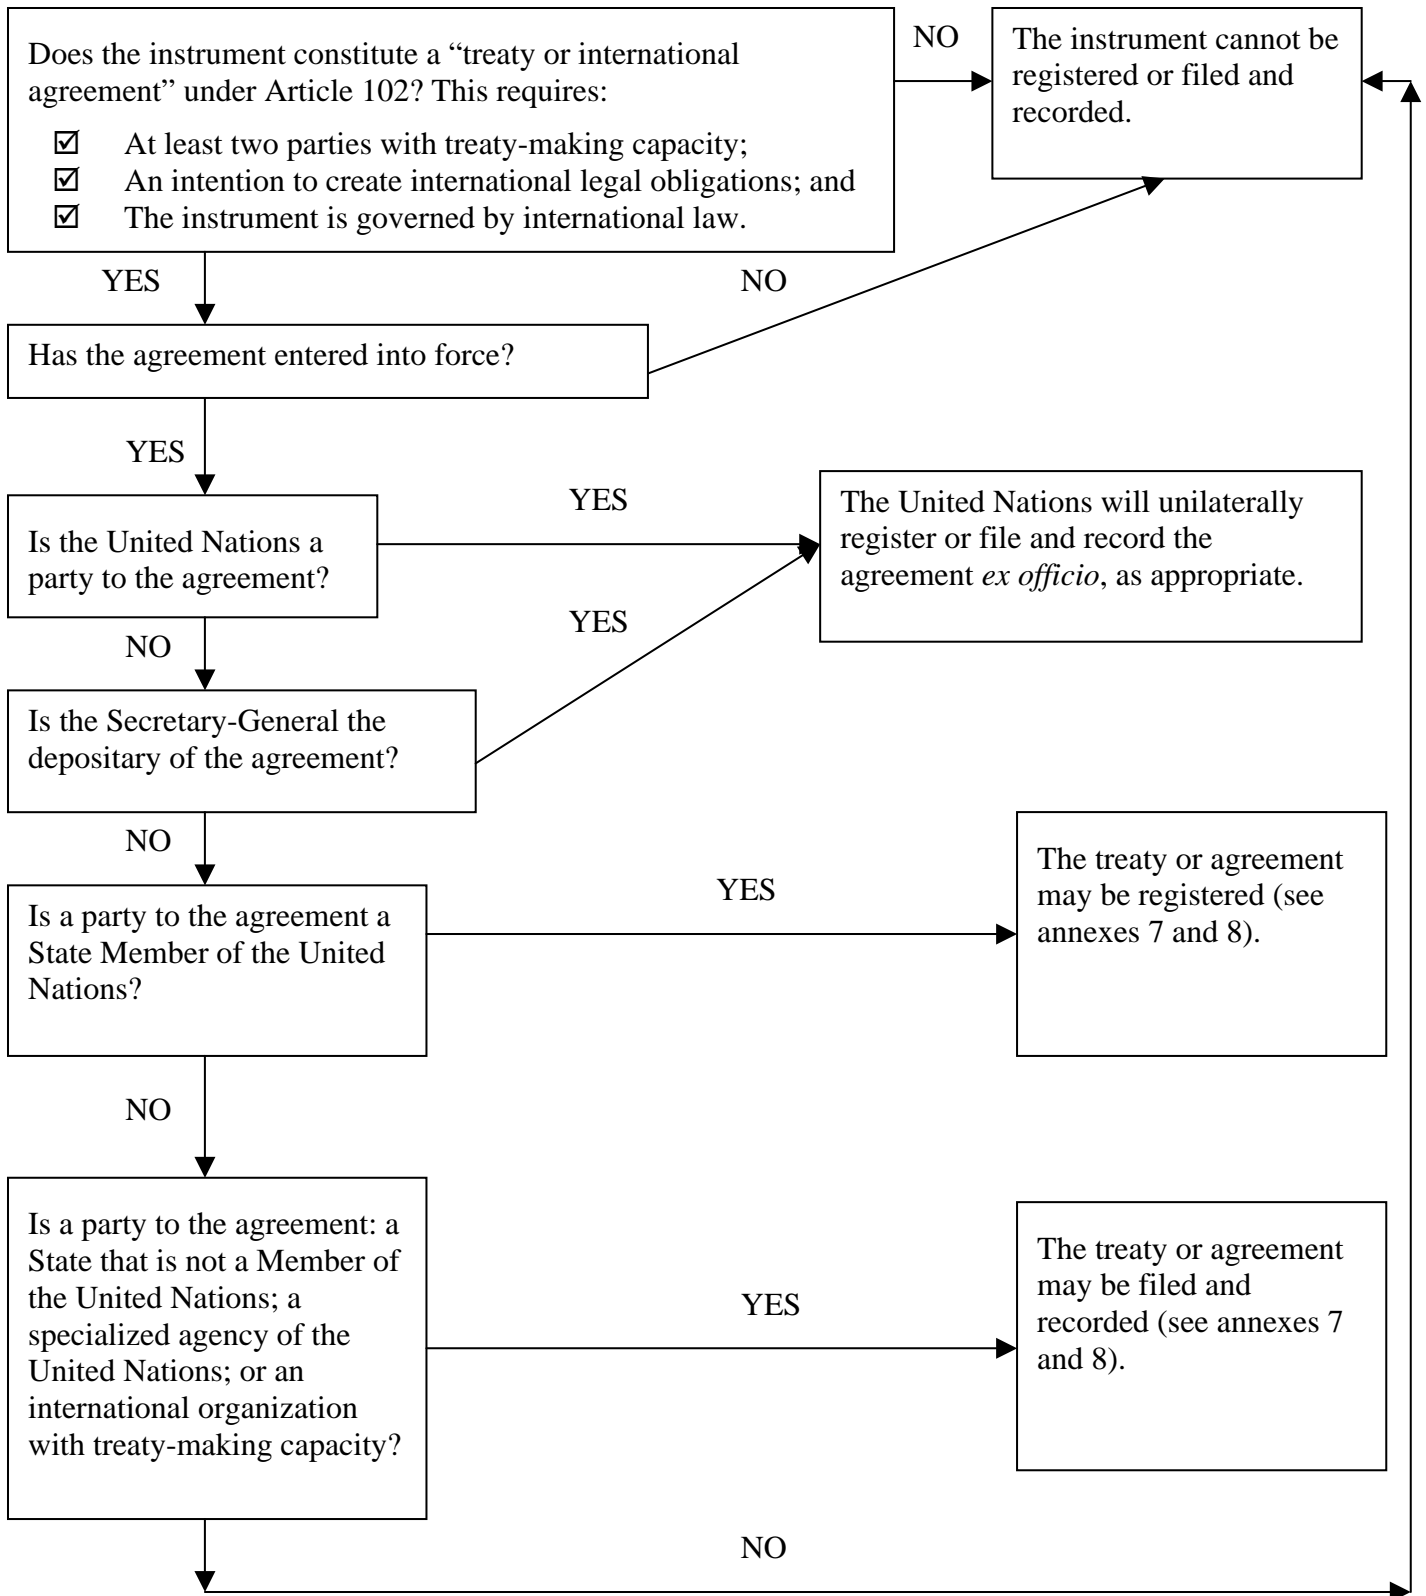 Does the instrument constitute a “treaty or international
agreement” under Article 102? This requires:
☑ At least two parties with treaty-making capacity;
☑ An intention to create international legal obligations; and
☑ The instrument is governed by international law.
NO
The instrument cannot be
registered or filed and
recorded.
YES
NO
Has the agreement entered into force?
YES
Is the United Nations a
party to the agreement?
YES
The United Nations will unilaterally
register or file and record the
agreement ex officio, as appropriate.
NO
YES
Is the Secretary-General the
depositary of the agreement?
NO
Is a party to the agreement a
State Member of the United
Nations?
YES
The treaty or agreement
may be registered (see
annexes 7 and 8).
NO
Is a party to the agreement: a
State that is not a Member of
the United Nations; a
specialized agency of the
United Nations; or an
international organization
with treaty-making capacity?
YES
The treaty or agreement
may be filed and
recorded (see annexes 7
and 8).
NO